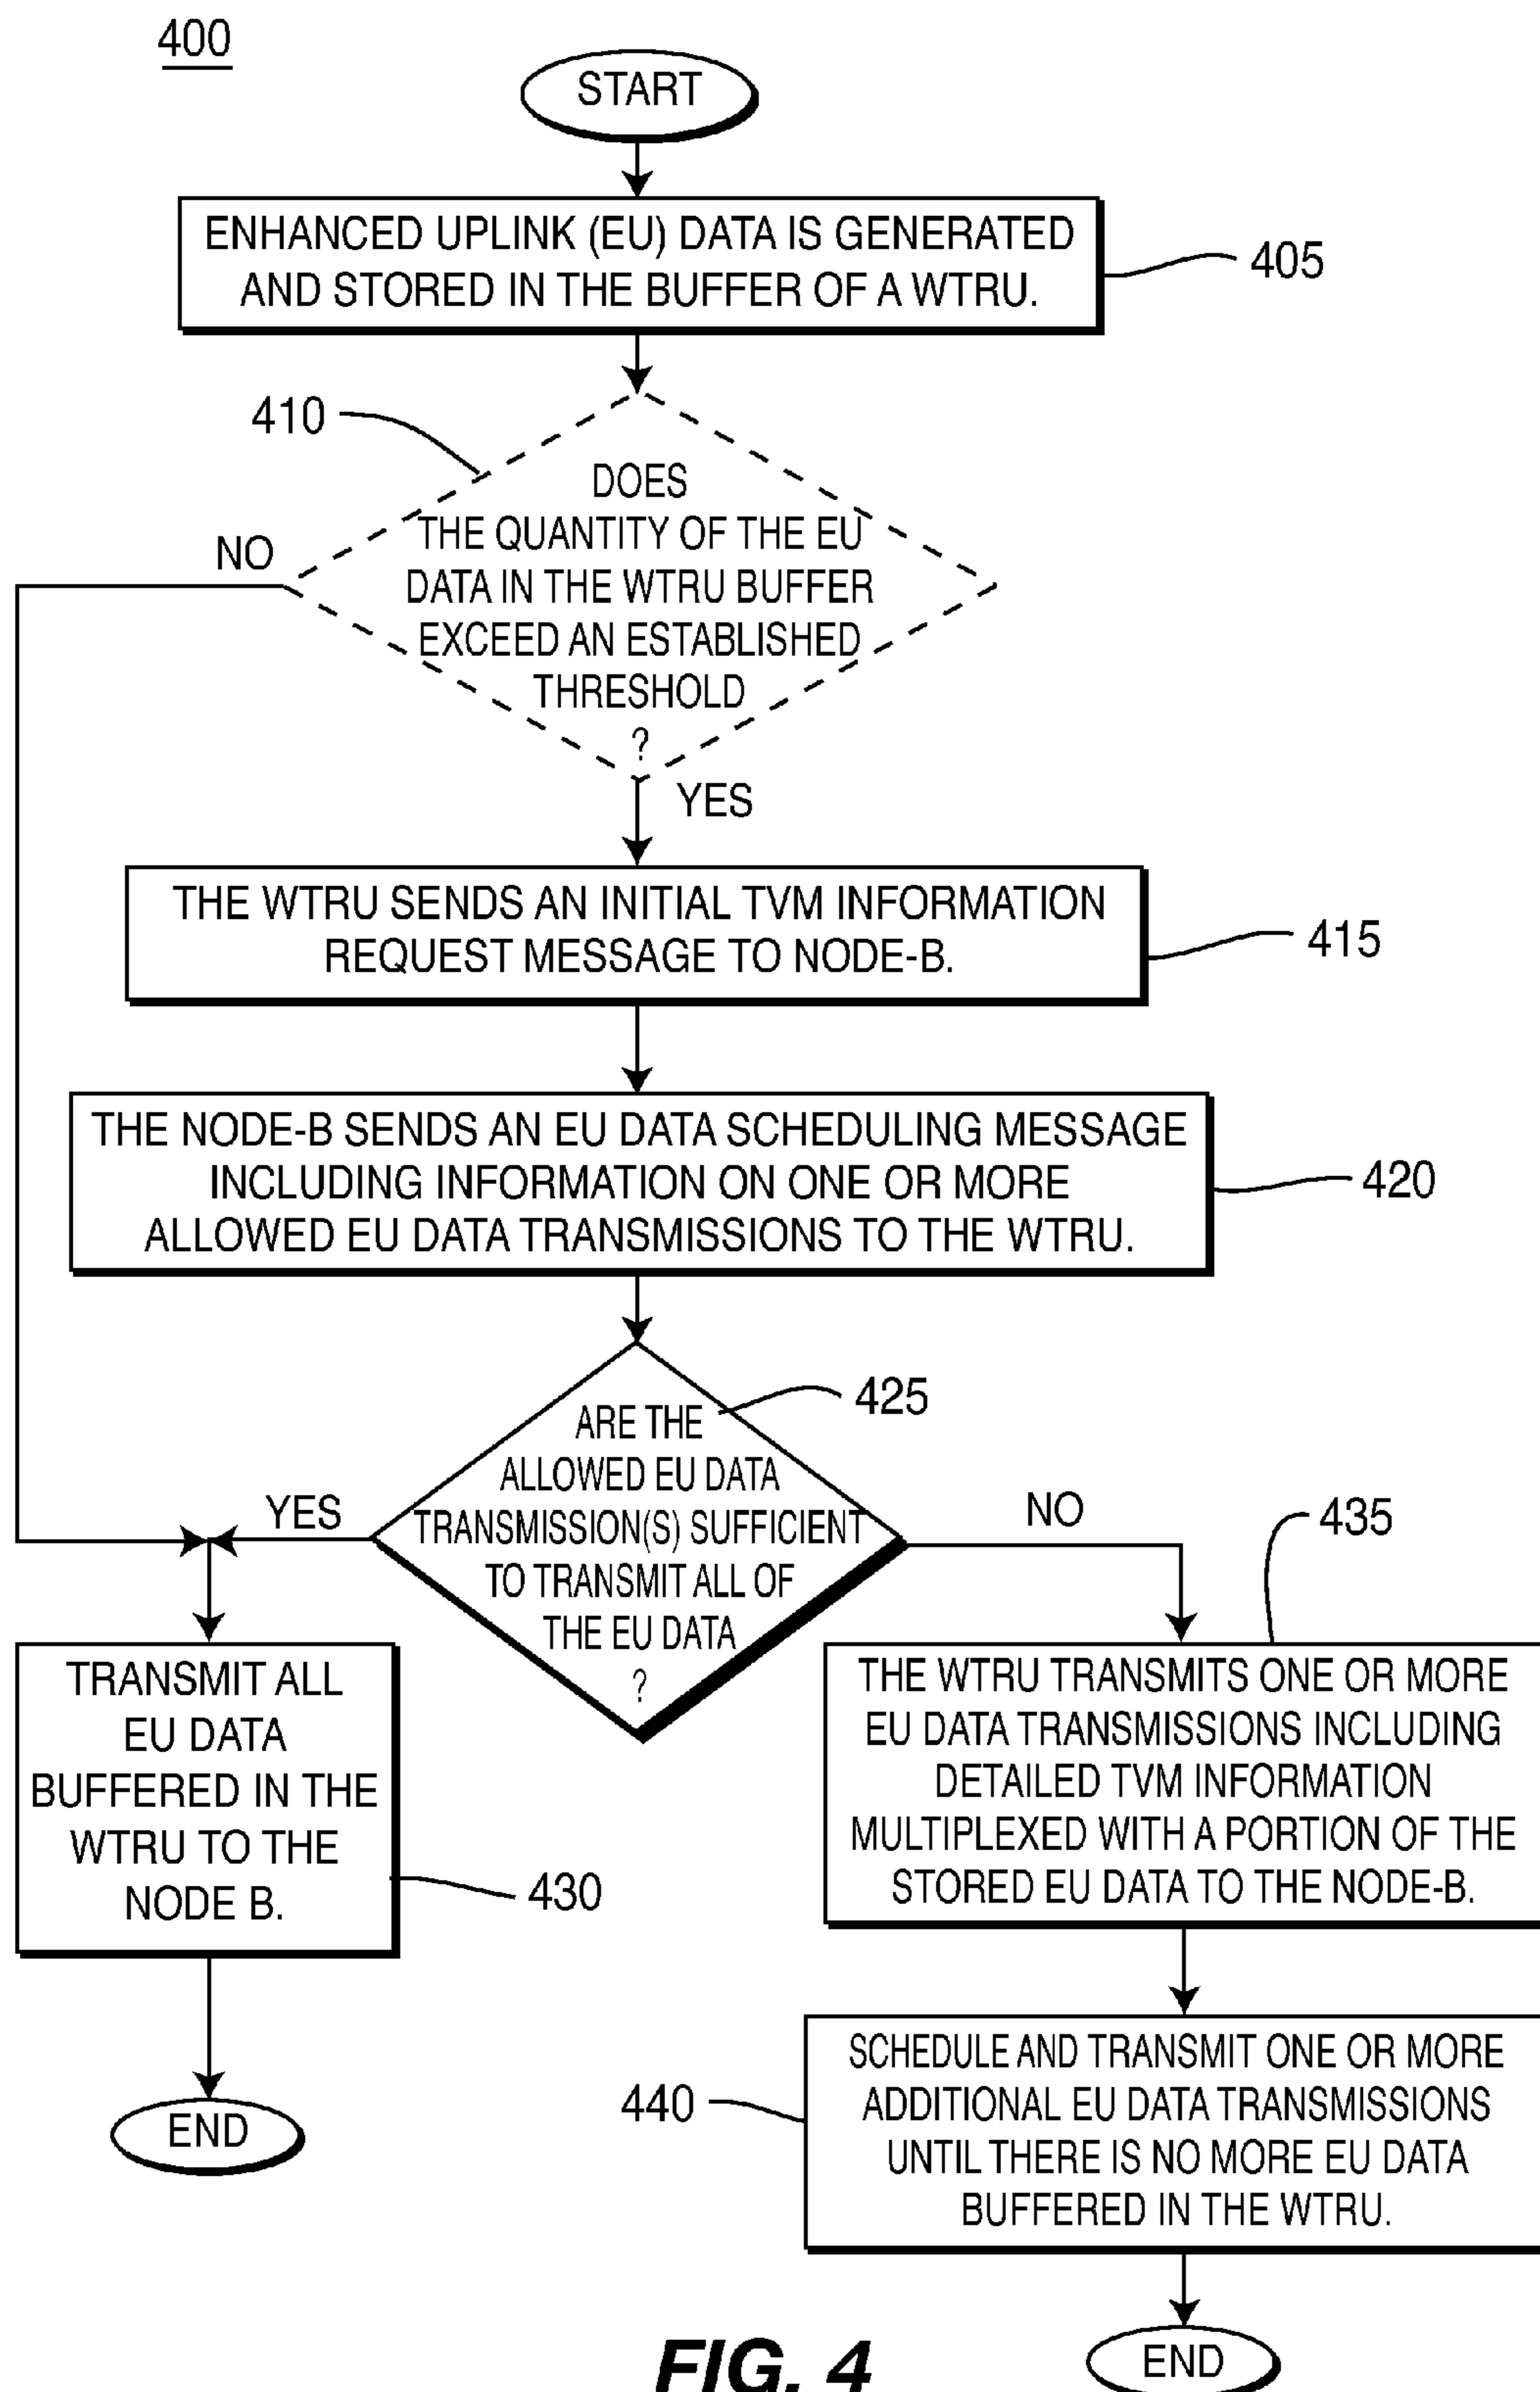 400
START
ENHANCED UPLINK (EU) DATA IS GENERATED
AND STORED IN THE BUFFER OF A WTRU.
405
410
DOES
THE QUANTITY OF THE EU
DATA IN THE WTRU BUFFER
EXCEED AN ESTABLISHED
THRESHOLD
?
NO
YES
THE WTRU SENDS AN INITIAL TVM INFORMATION
REQUEST MESSAGE TO NODE-B.
415
THE NODE-B SENDS AN EU DATA SCHEDULING MESSAGE
INCLUDING INFORMATION ON ONE OR MORE
ALLOWED EU DATA TRANSMISSIONS TO THE WTRU.
420
425
ARE THE
ALLOWED EU DATA
TRANSMISSION(S) SUFFICIENT
TO TRANSMIT ALL OF
THE EU DATA
?
YES
NO
TRANSMIT ALL
EU DATA
BUFFERED IN THE
WTRU TO THE
NODE B.
430
END
435
THE WTRU TRANSMITS ONE OR MORE
EU DATA TRANSMISSIONS INCLUDING
DETAILED TVM INFORMATION
MULTIPLEXED WITH A PORTION OF THE
STORED EU DATA TO THE NODE-B.
440
SCHEDULE AND TRANSMIT ONE OR MORE
ADDITIONAL EU DATA TRANSMISSIONS
UNTIL THERE IS NO MORE EU DATA
BUFFERED IN THE WTRU.
END
FIG. 4